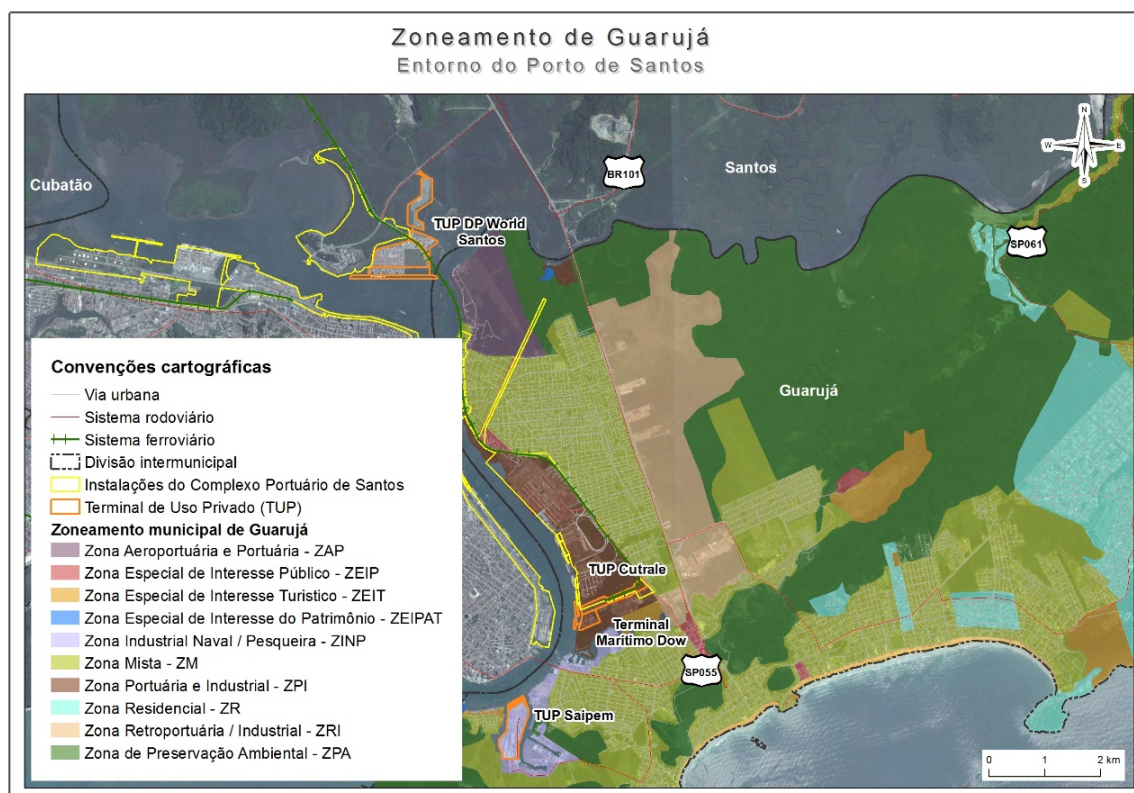 Zoneamento de Guarujá
Entorno do Porto de Santos
N
W
E
S
Cubatão
BR101
Santos
TUP DP World
Santos
SP061
Guarujá
TUP Cutrale
Terminal
Marítimo Dow
SP055
TUP Saipem
Convenções cartográficas
Via urbana
Sistema rodoviário
Sistema ferroviário
Divisão intermunicipal
Instalações do Complexo Portuário de Santos
Terminal de Uso Privado (TUP)
Zoneamento municipal de Guarujá
Zona Aeroportuária e Portuária - ZAP
Zona Especial de Interesse Público - ZEIP
Zona Especial de Interesse Turistico - ZEIT
Zona Especial de Interesse do Patrimônio - ZEIPAT
Zona Industrial Naval / Pesqueira - ZINP
Zona Mista - ZM
Zona Portuária e Industrial - ZPI
Zona Residencial - ZR
Zona Retroportuária / Industrial - ZRI
Zona de Preservação Ambiental - ZPA
0 1 2 km